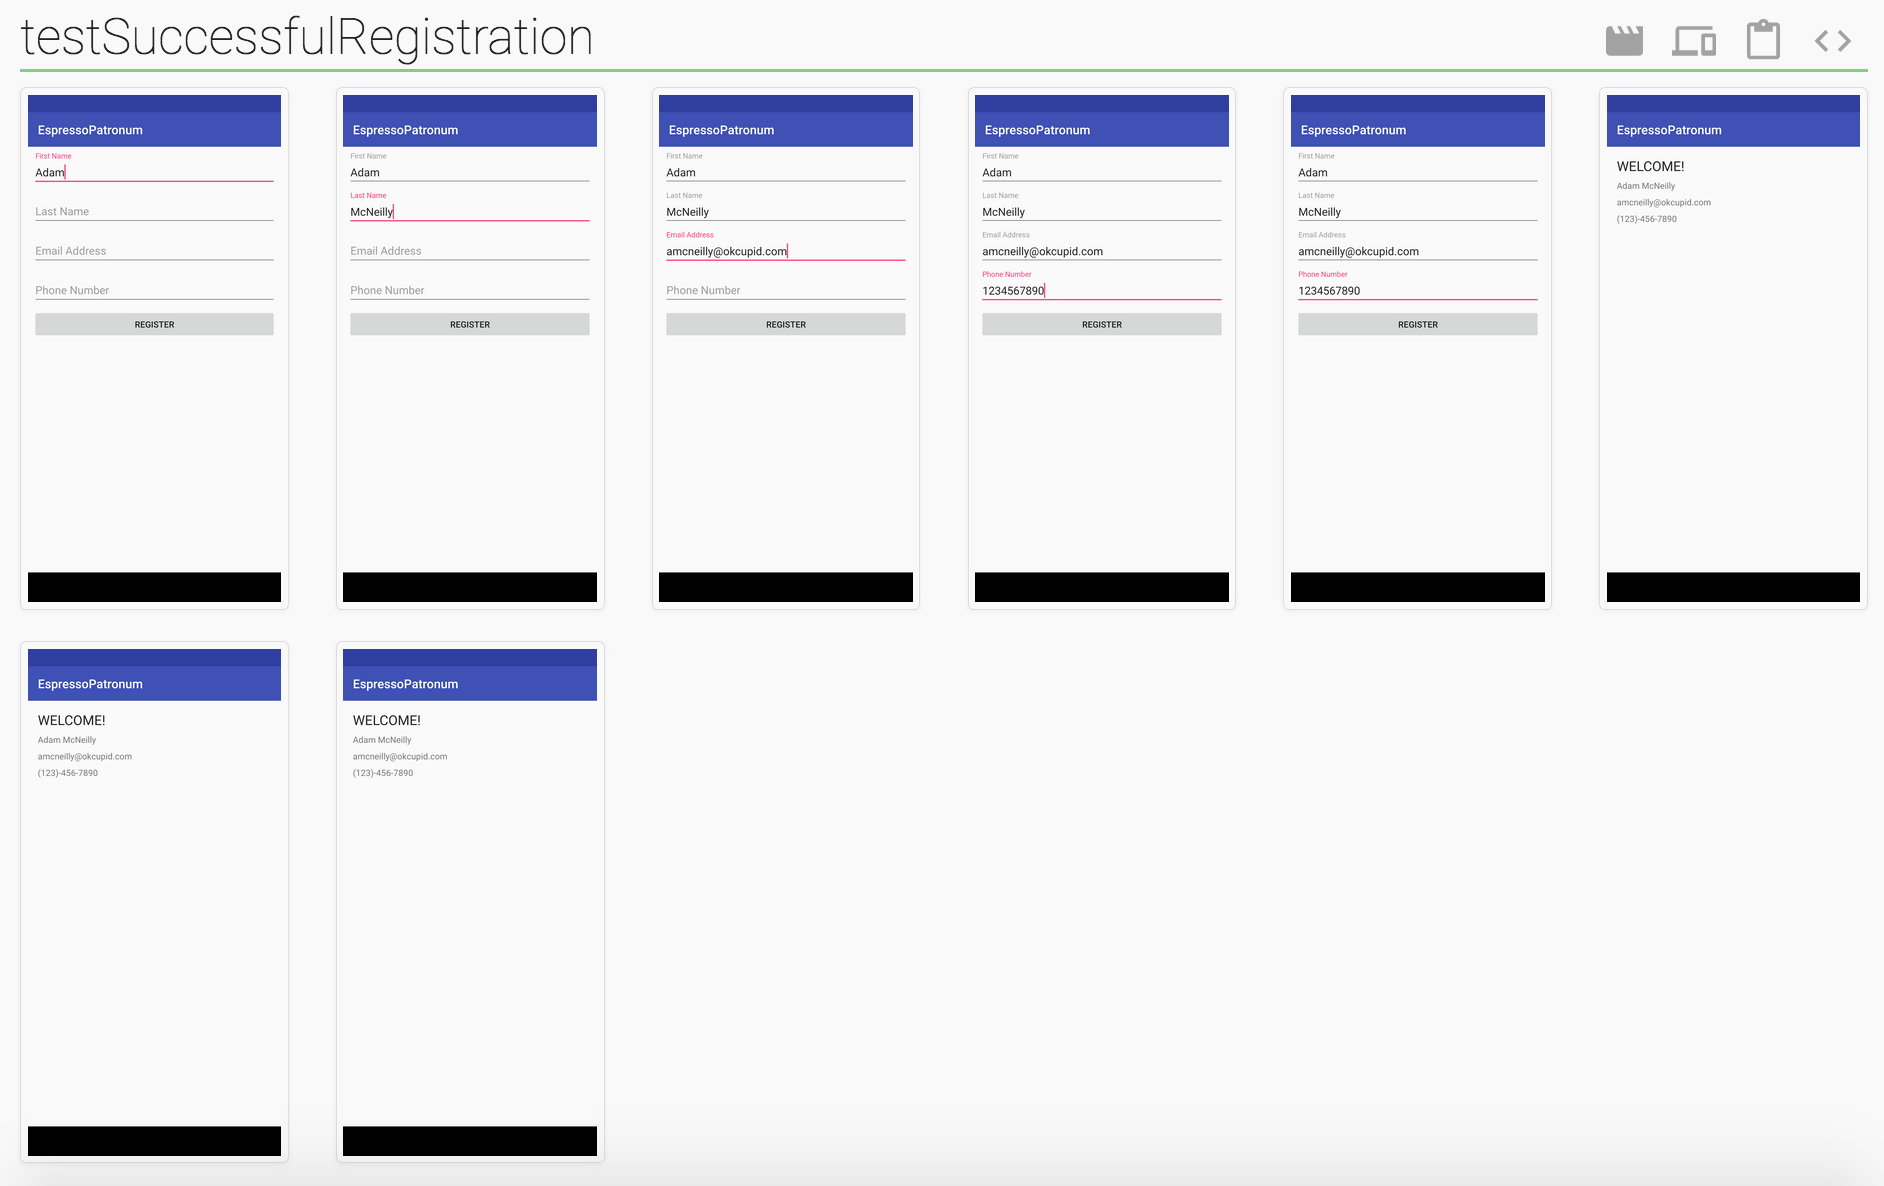 testSuccessfulRegistration
EspressoPatronum
First Name
Adam
Last Name
Email Address
Phone Number
REGISTER
EspressoPatronum
First Name
Adam
Last Name
McNeilly
Email Address
Phone Number
REGISTER
EspressoPatronum
First Name
Adam
Last Name
McNeilly
Email Address
amcneilly@okcupid.com
Phone Number
REGISTER
EspressoPatronum
First Name
Adam
Last Name
McNeilly
Email Address
amcneilly@okcupid.com
Phone Number
1234567890
REGISTER
EspressoPatronum
First Name
Adam
Last Name
McNeilly
Email Address
amcneilly@okcupid.com
Phone Number
1234567890
REGISTER
EspressoPatronum
WELCOME!
Adam McNeilly
amcneilly@okcupid.com
(123)-456-7890
EspressoPatronum
WELCOME!
Adam McNeilly
amcneilly@okcupid.com
(123)-456-7890
EspressoPatronum
WELCOME!
Adam McNeilly
amcneilly@okcupid.com
(123)-456-7890